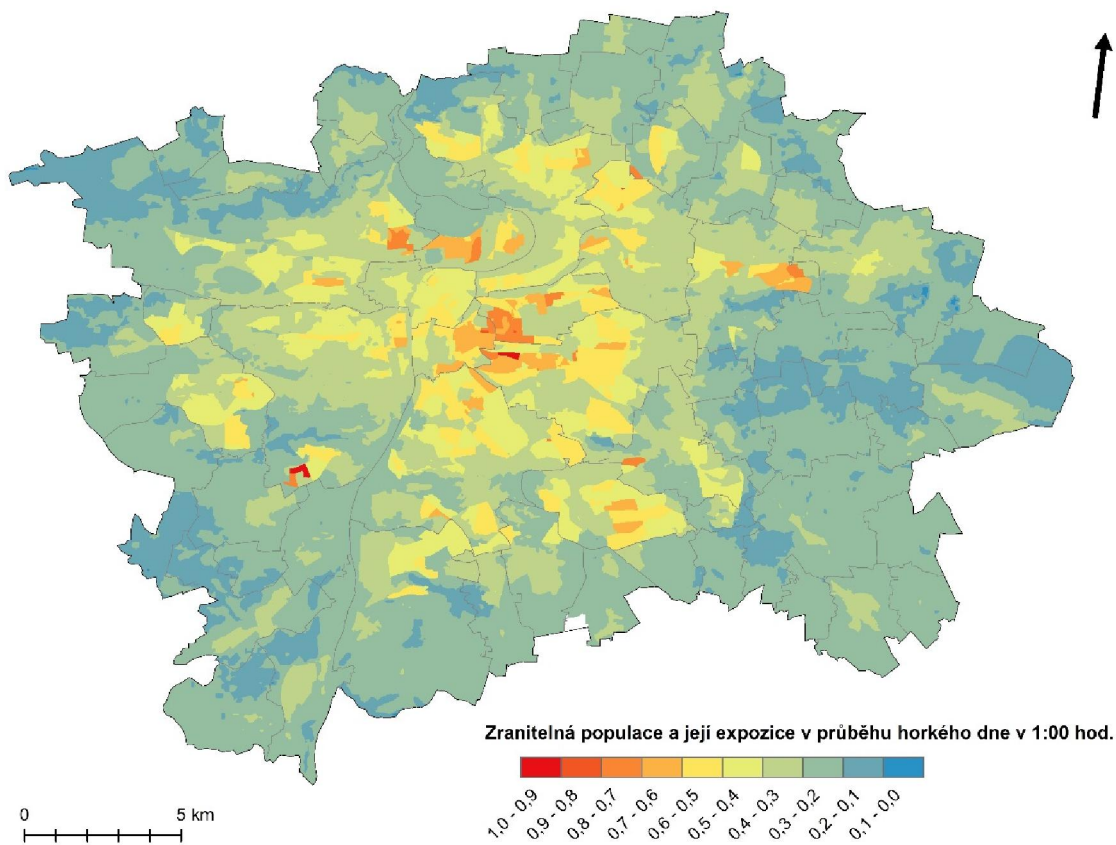 Zranitelná populace a její expozice v průběhu horkého dne v 1:00 hod.
1,0 - 0,9
0,9 - 0,8
0,8 - 0,7
0,7 - 0,6
0,6 - 0,5
0,5 - 0,4
0,4 - 0,3
0,3 - 0,2
0,2 - 0,1
0,1 - 0,0
0 5 km